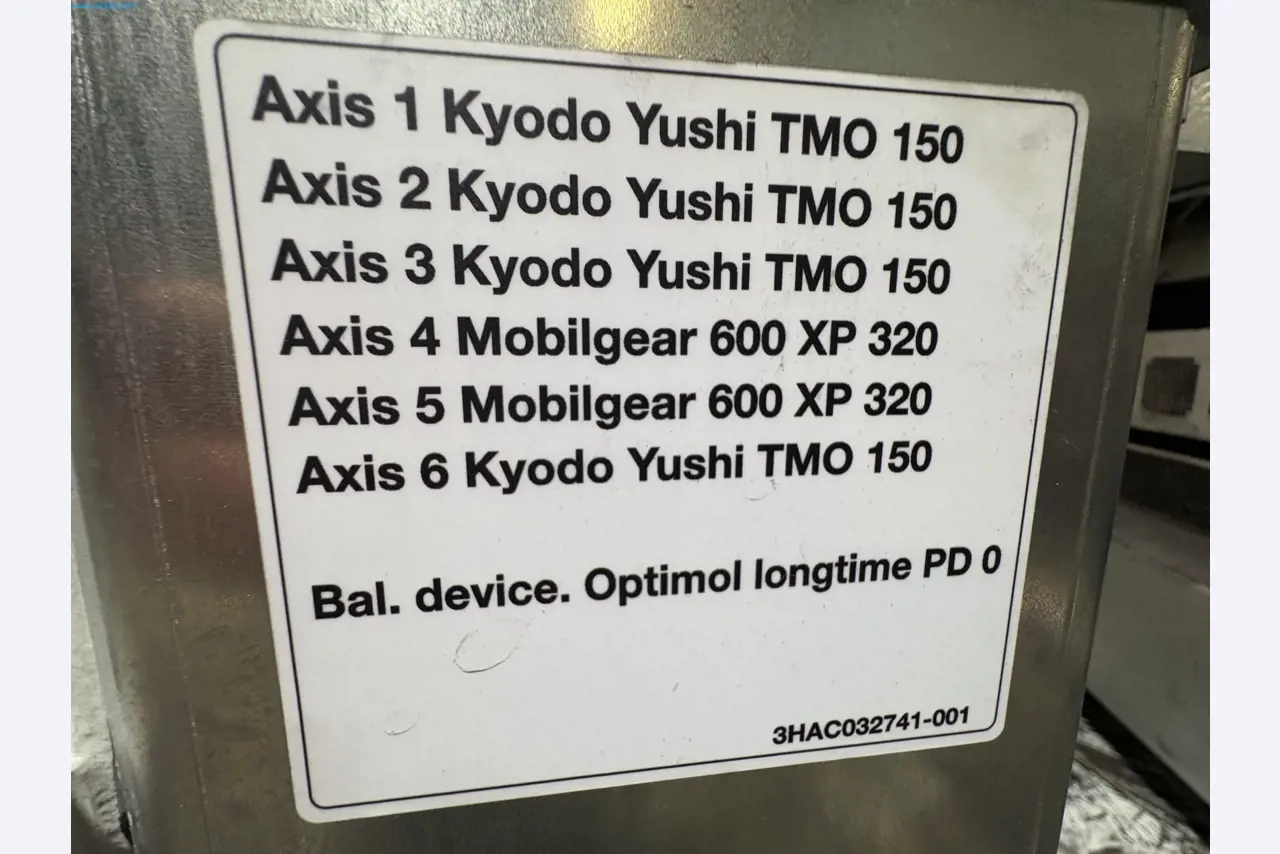 Axis 1 Kyodo Yushi TMO 150
Axis 2 Kyodo Yushi TMO 150
Axis 3 Kyodo Yushi TMO 150
Axis 4 Mobilgear 600 XP 320
Axis 5 Mobilgear 600 XP 320
Axis 6 Kyodo Yushi TMO 150
Bal. device. Optimol longtime PD 0
3HAC032741-001